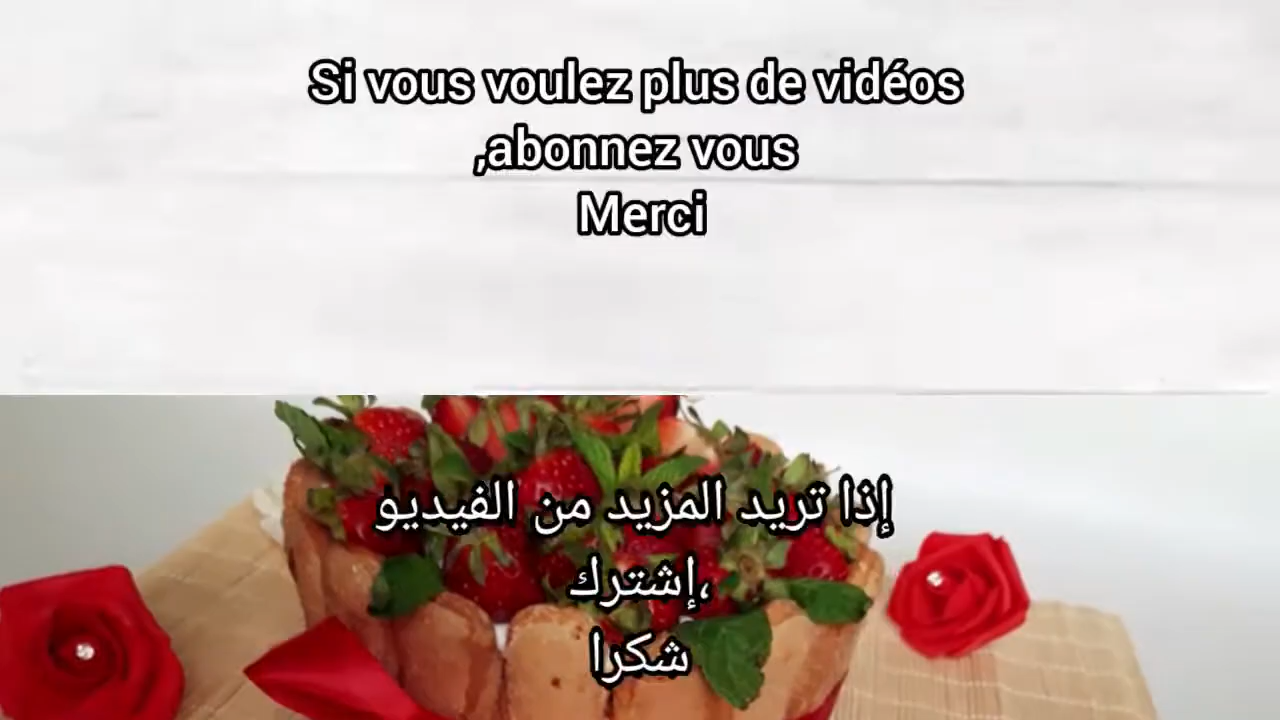 Si vous voulez plus de vidéos
,abonnez vous
Merci
إذا تريد المزيد من الفيديو
،إشترك
شكرا